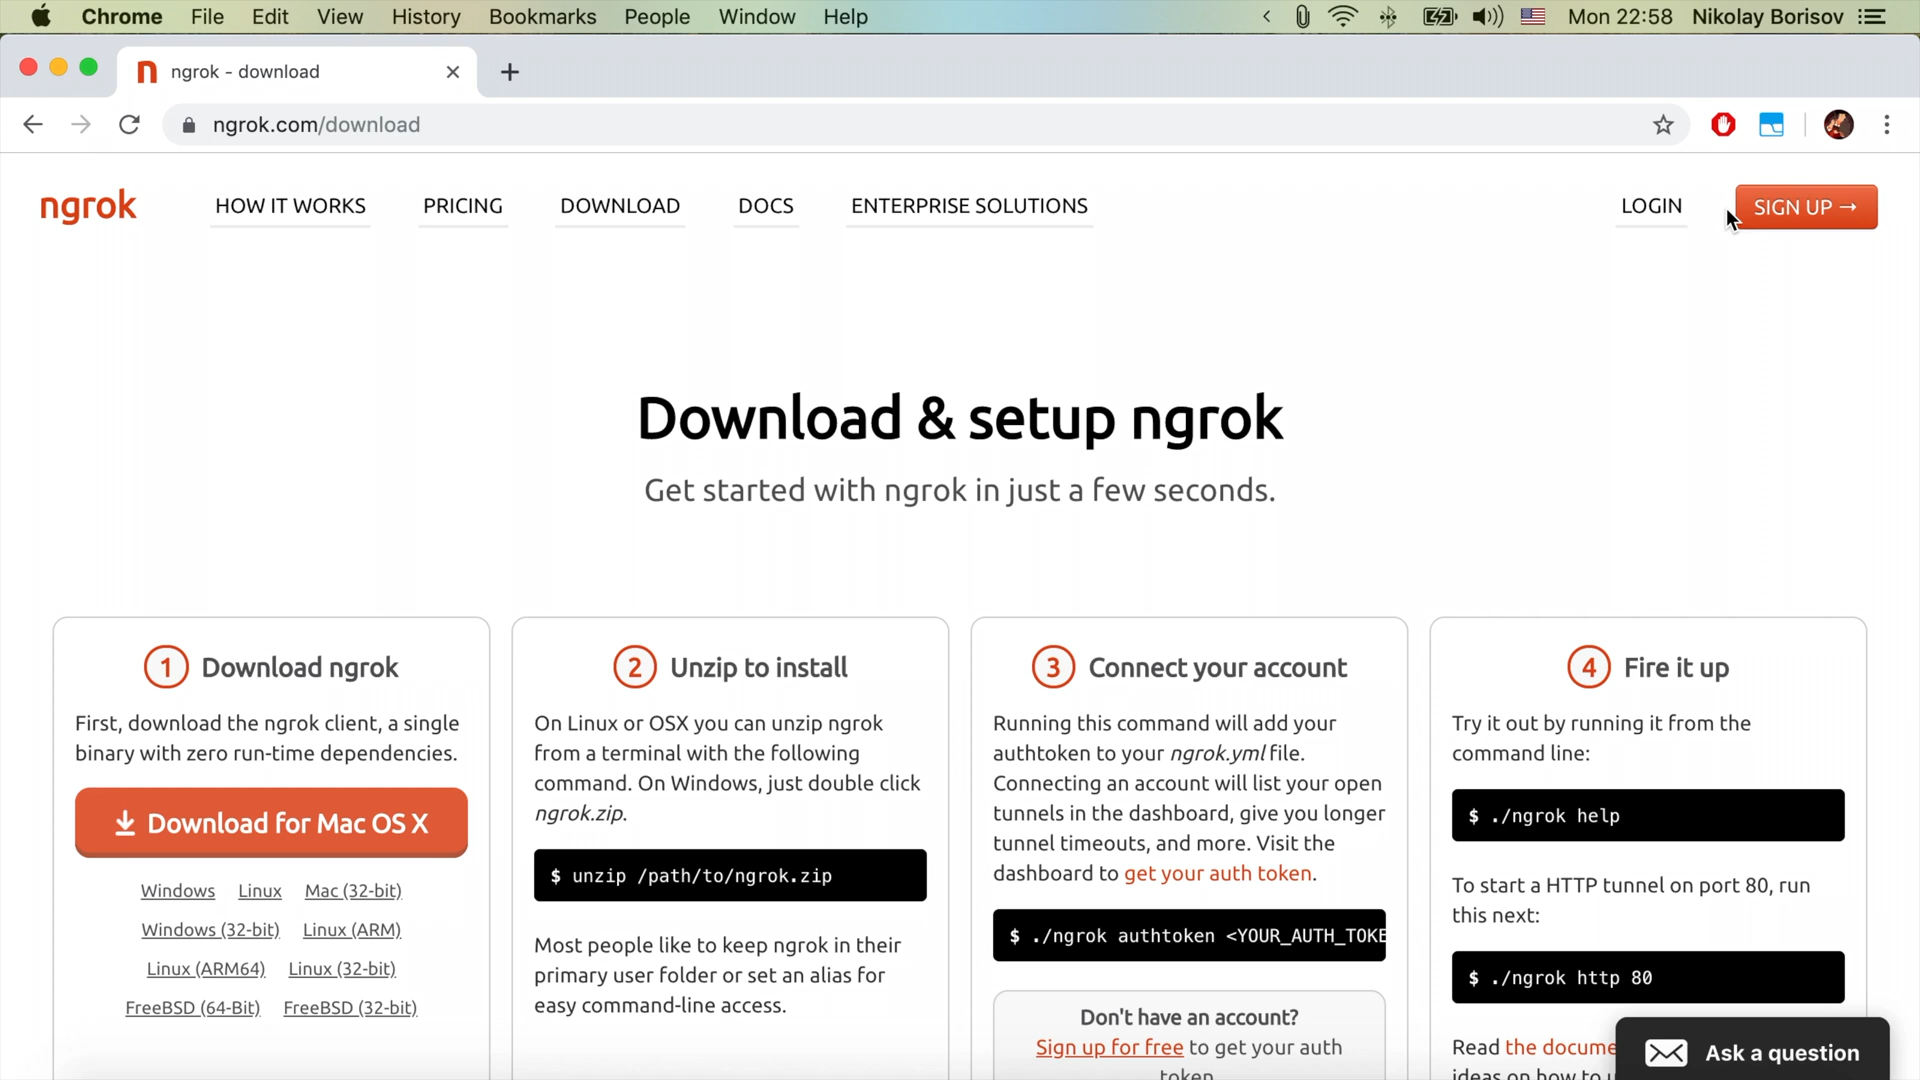 Chrome File Edit View History Bookmarks People Window Help Mon 22:58 Nikolay Borisov
ngrok - download
ngrok.com/download
ngrok HOW IT WORKS PRICING DOWNLOAD DOCS ENTERPRISE SOLUTIONS LOGIN SIGN UP →
Download & setup ngrok
Get started with ngrok in just a few seconds.
1 Download ngrok
First, download the ngrok client, a single
binary with zero run-time dependencies.
Download for Mac OS X
Windows Linux Mac (32-bit)
Windows (32-bit) Linux (ARM)
Linux (ARM64) Linux (32-bit)
FreeBSD (64-Bit) FreeBSD (32-bit)
2 Unzip to install
On Linux or OSX you can unzip ngrok
from a terminal with the following
command. On Windows, just double click
ngrok.zip.
$ unzip /path/to/ngrok.zip
Most people like to keep ngrok in their
primary user folder or set an alias for
easy command-line access.
3 Connect your account
Running this command will add your
authtoken to your ngrok.yml file.
Connecting an account will list your open
tunnels in the dashboard, give you longer
tunnel timeouts, and more. Visit the
dashboard to get your auth token.
$ ./ngrok authtoken <YOUR_AUTH_TOKE
Don't have an account?
Sign up for free to get your auth
token.
4 Fire it up
Try it out by running it from the
command line:
$ ./ngrok help
To start a HTTP tunnel on port 80, run
this next:
$ ./ngrok http 80
Read the docume
ideas on how to u
Ask a question